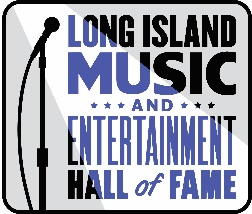 LONG ISLAND
MUSIC
AND
ENTERTAINMENT
HALL of FAME